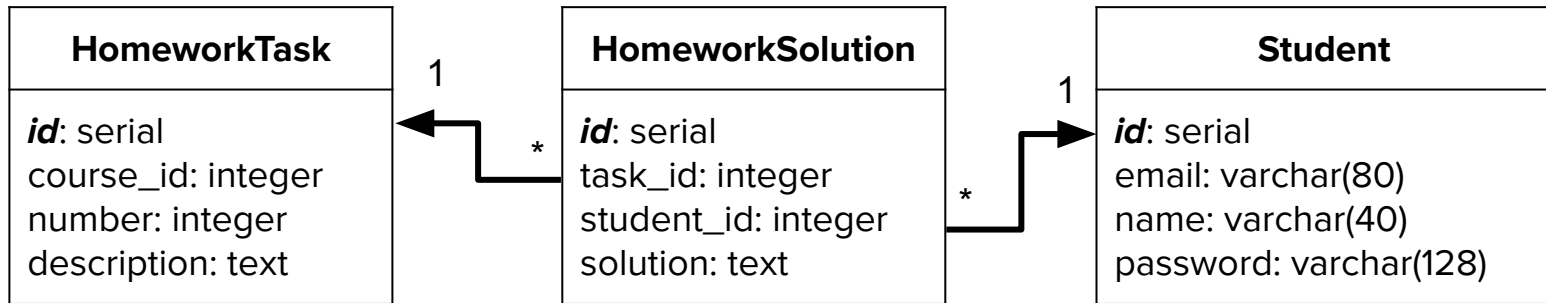 HomeworkTask
id: serial
course_id: integer
number: integer
description: text
1
*
HomeworkSolution
id: serial
task_id: integer
student_id: integer
solution: text
1
*
Student
id: serial
email: varchar(80)
name: varchar(40)
password: varchar(128)